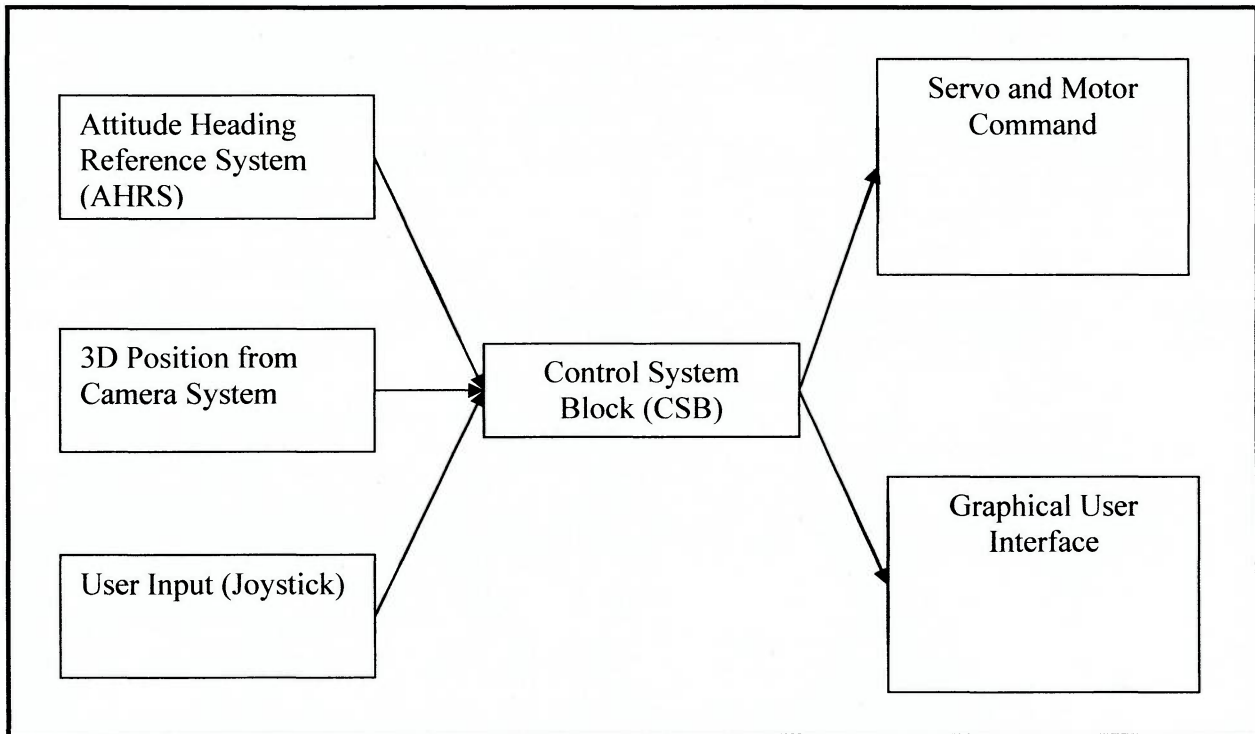 Attitude Heading
Reference System
(AHRS)
3D Position from
Camera System
User Input (Joystick)
Control System
Block (CSB)
Servo and Motor
Command
Graphical User
Interface